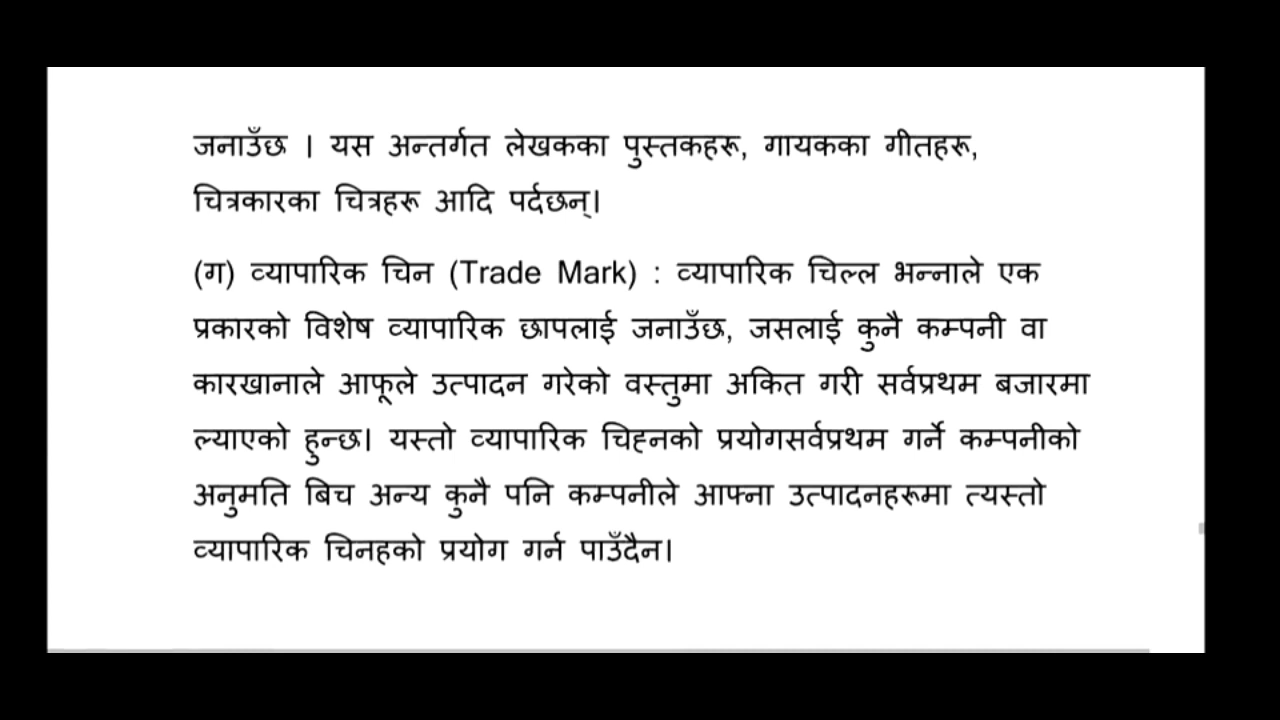 जनाउँछ । यस अन्तर्गत लेखकका पुस्तकहरू, गायकका गीतहरू,
चित्रकारका चित्रहरू आदि पर्दछन्।
(ग) व्यापारिक चिन (Trade Mark) : व्यापारिक चिल्ल भन्नाले एक
प्रकारको विशेष व्यापारिक छापलाई जनाउँछ, जसलाई कुनै कम्पनी वा
कारखानाले आफूले उत्पादन गरेको वस्तुमा अकित गरी सर्वप्रथम बजारमा
ल्याएको हुन्छ। यस्तो व्यापारिक चिह्नको प्रयोगसर्वप्रथम गर्ने कम्पनीको
अनुमति बिच अन्य कुनै पनि कम्पनीले आफ्ना उत्पादनहरूमा त्यस्तो
व्यापारिक चिनहको प्रयोग गर्न पाउँदैन।